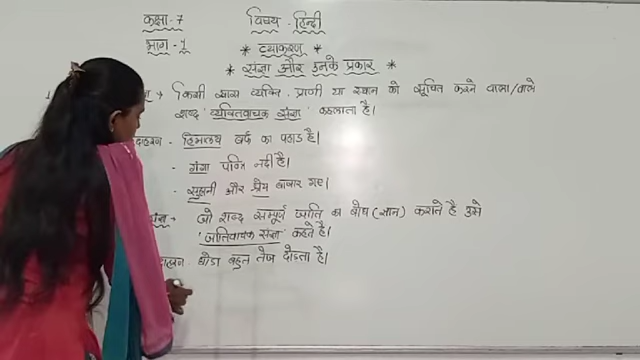 कक्षा-7 विषय - हिन्दी
भाग - 1 * व्याकरण *
* संज्ञा और उनके प्रकार *
→ किसी खास व्यक्ति, प्राणी या स्थान को सूचित करने वाला/वाले
शब्द 'व्यक्तिवाचक संज्ञा' कहलाता है।
- हिमालय बर्फ का पहाड है।
- गंगा नदी है।
- और प्रेय बाजार गए।
संज्ञा → जो शब्द सम्पूर्ण जाति का बोध (ज्ञान) कराते है उसे
'जातिवाचक संज्ञा' कहते है।
घोडा बहुत तेज दोडता है।